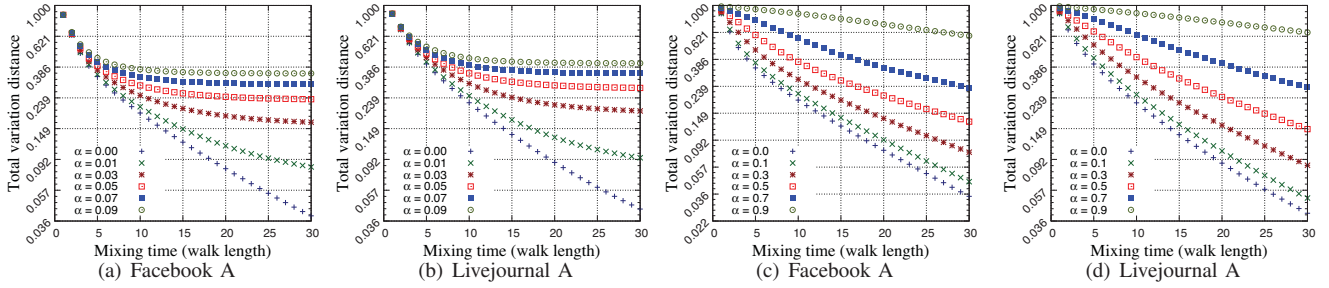 Total variation distance
1.000
0.621
0.386
0.239
0.149
0.092
0.057
0.036
α = 0.00
α = 0.01
α = 0.03
α = 0.05
α = 0.07
α = 0.09
0 5 10 15 20 25 30
Mixing time (walk length)
(a) Facebook A
Total variation distance
1.000
0.621
0.386
0.239
0.149
0.092
0.057
0.036
α = 0.00
α = 0.01
α = 0.03
α = 0.05
α = 0.07
α = 0.09
0 5 10 15 20 25 30
Mixing time (walk length)
(b) Livejournal A
Total variation distance
1.000
0.621
0.386
0.239
0.149
0.092
0.057
0.036
0.022
α = 0.0
α = 0.1
α = 0.3
α = 0.5
α = 0.7
α = 0.9
0 5 10 15 20 25 30
Mixing time (walk length)
(c) Facebook A
Total variation distance
1.000
0.621
0.386
0.239
0.149
0.092
0.057
0.036
α = 0.0
α = 0.1
α = 0.3
α = 0.5
α = 0.7
α = 0.9
0 5 10 15 20 25 30
Mixing time (walk length)
(d) Livejournal A